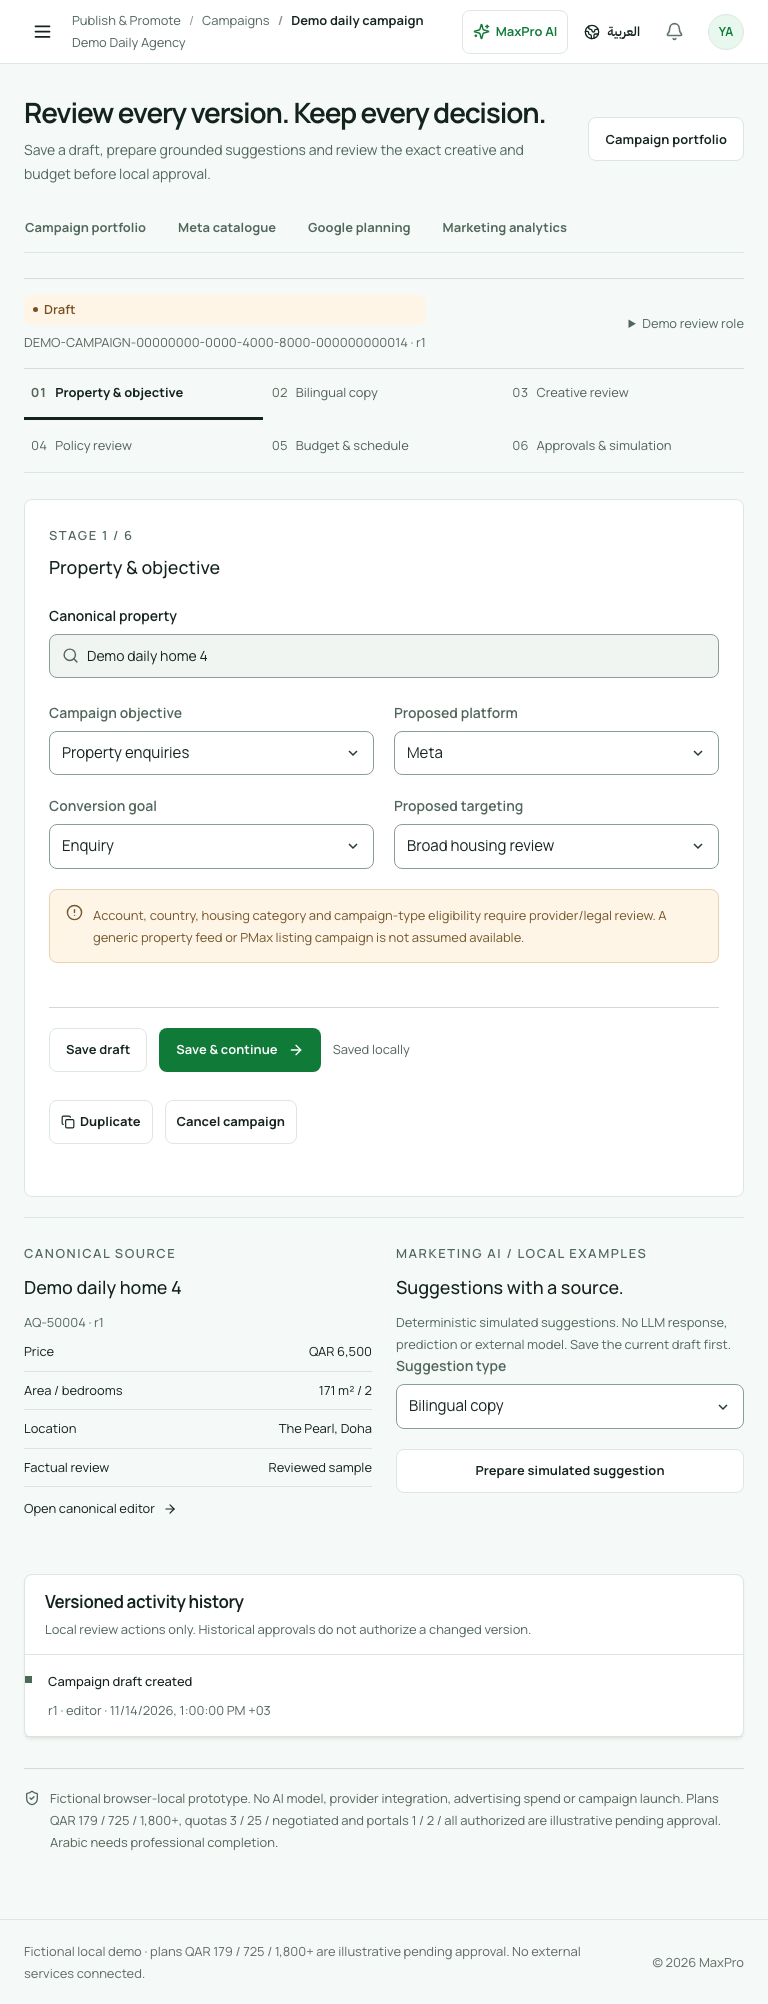 Publish & Promote / Campaigns / Demo daily campaign
Demo Daily Agency
MaxPro AI
العربية
YA
Review every version. Keep every decision.
Save a draft, prepare grounded suggestions and review the exact creative and
budget before local approval.
Campaign portfolio
Campaign portfolio
Meta catalogue
Google planning
Marketing analytics
Draft
DEMO-CAMPAIGN-00000000-0000-4000-8000-000000000014 · r1
Demo review role
01 Property & objective
02 Bilingual copy
03 Creative review
04 Policy review
05 Budget & schedule
06 Approvals & simulation
STAGE 1 / 6
Property & objective
Canonical property
Demo daily home 4
Campaign objective
Proposed platform
Property enquiries
Meta
Conversion goal
Proposed targeting
Enquiry
Broad housing review
Account, country, housing category and campaign-type eligibility require provider/legal review. A
generic property feed or PMax listing campaign is not assumed available.
Save draft
Save & continue
Saved locally
Duplicate
Cancel campaign
CANONICAL SOURCE
Demo daily home 4
AQ-50004 · r1
Price QAR 6,500
Area / bedrooms 171 m² / 2
Location The Pearl, Doha
Factual review Reviewed sample
Open canonical editor
MARKETING AI / LOCAL EXAMPLES
Suggestions with a source.
Deterministic simulated suggestions. No LLM response,
prediction or external model. Save the current draft first.
Suggestion type
Bilingual copy
Prepare simulated suggestion
Versioned activity history
Local review actions only. Historical approvals do not authorize a changed version.
Campaign draft created
r1 · editor · 11/14/2026, 1:00:00 PM +03
Fictional browser-local prototype. No AI model, provider integration, advertising spend or campaign launch. Plans
QAR 179 / 725 / 1,800+, quotas 3 / 25 / negotiated and portals 1 / 2 / all authorized are illustrative pending approval.
Arabic needs professional completion.
Fictional local demo · plans QAR 179 / 725 / 1,800+ are illustrative pending approval. No external
services connected.
© 2026 MaxPro